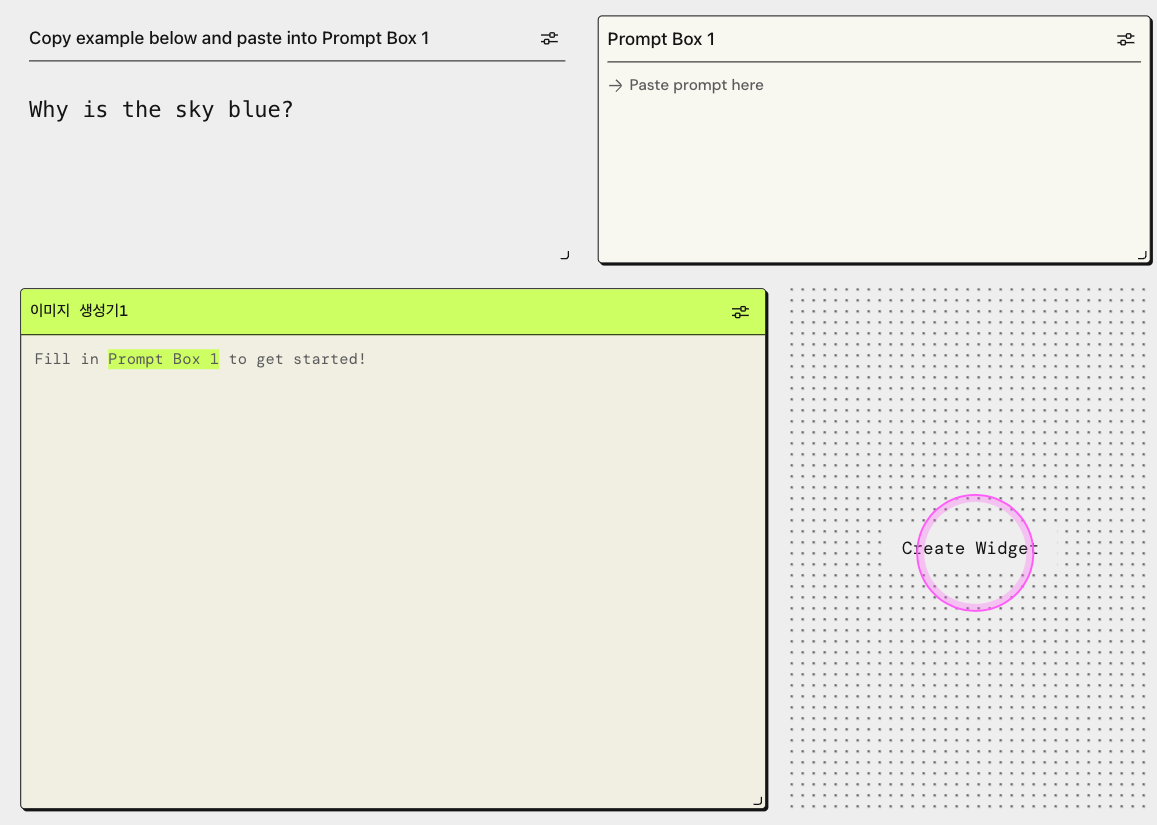 Copy example below and paste into Prompt Box 1
Why is the sky blue?
Prompt Box 1
→ Paste prompt here
이미지 생성기1
Fill in Prompt Box 1 to get started!
Create Widget